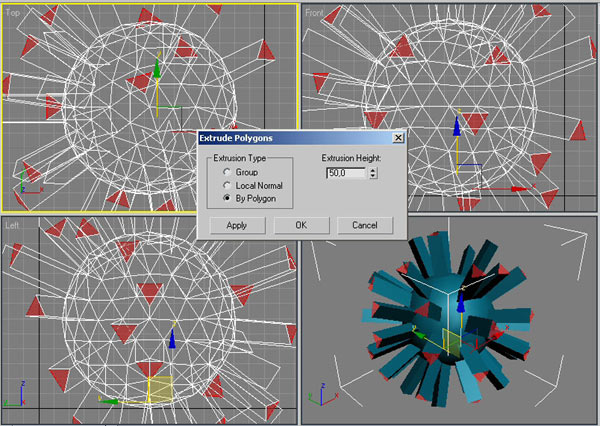 Top
Front
Extrude Polygons
Extrusion Type
Group
Local Normal
By Polygon
Extrusion Height:
50,0
Apply
OK
Cancel
Left
y
z
x
z
x
y
z
y
x
z
x
y